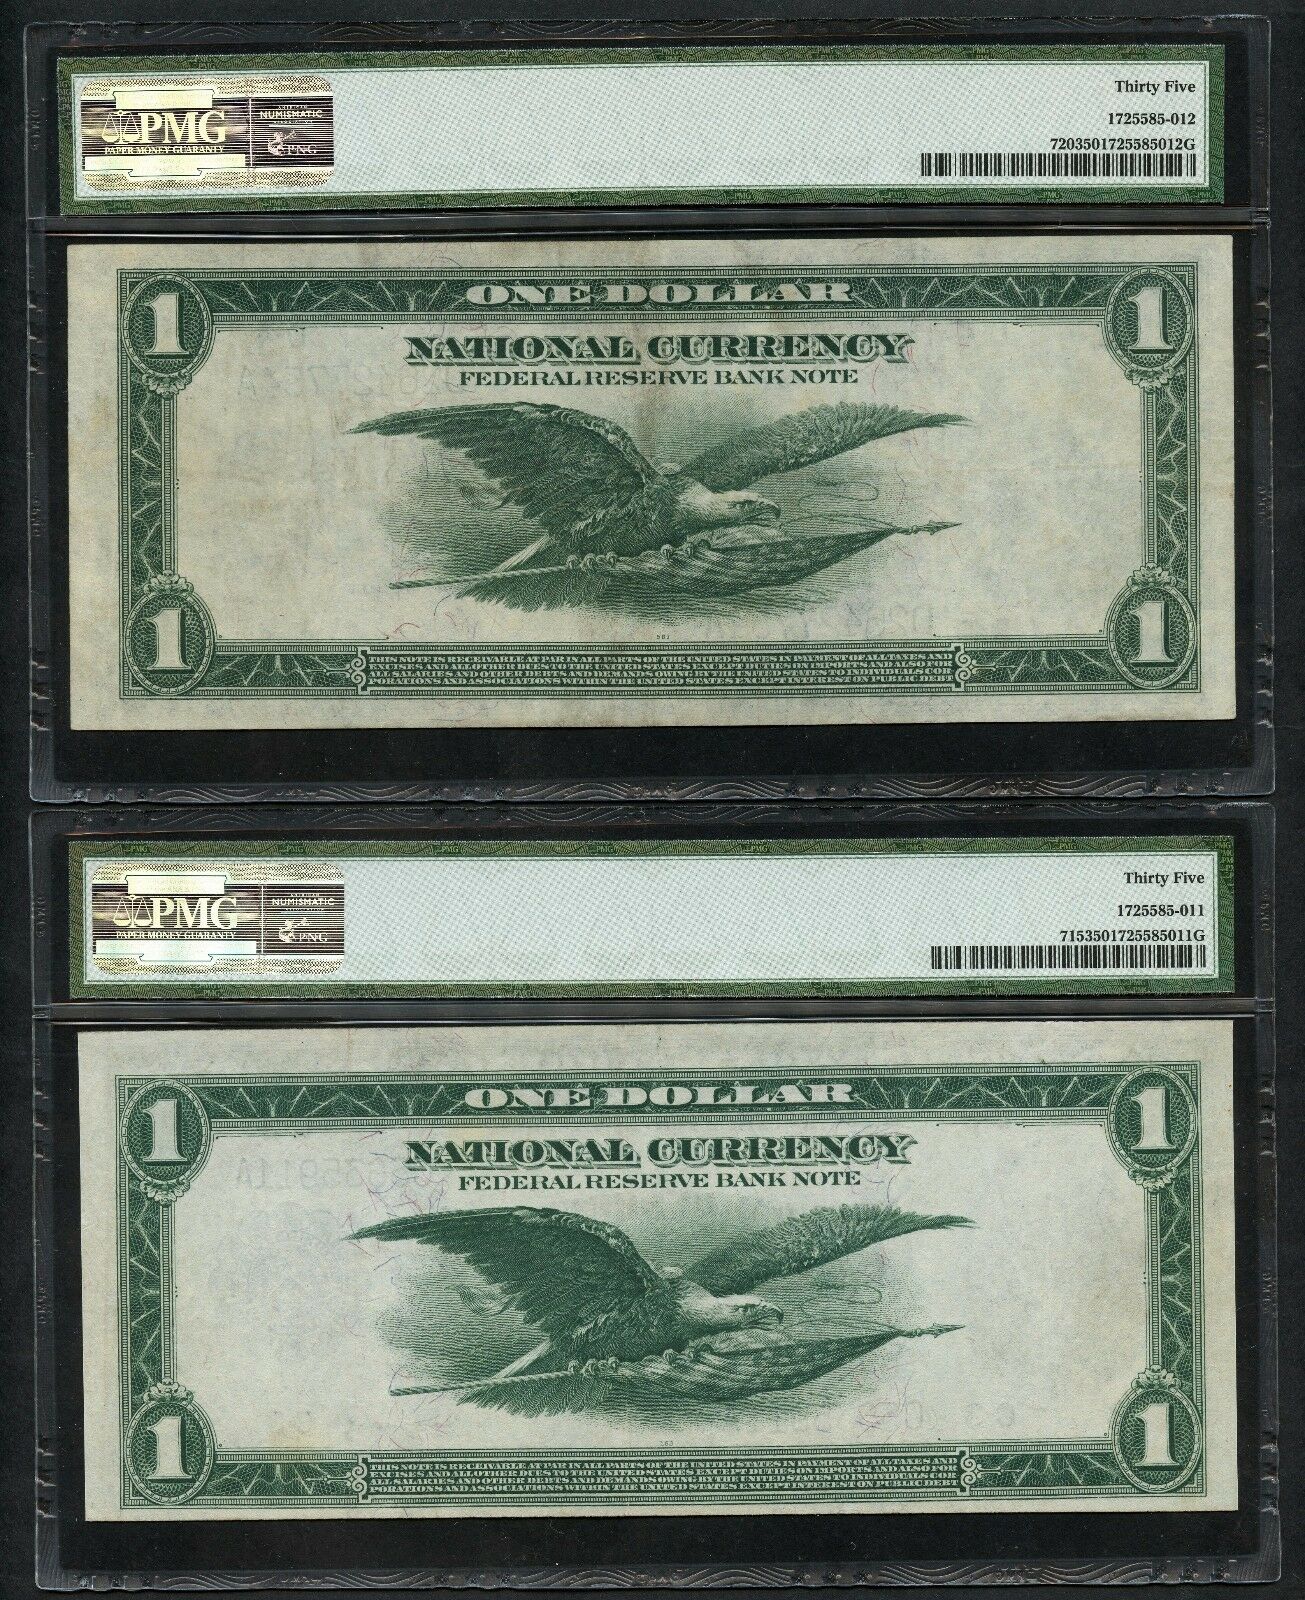 PMG
PAPER MONEY GUARANTY
NUMISMATIC
PNG
Thirty Five
1725585-012
7203501725585012G
1
ONE DOLLAR
1
NATIONAL CURRENCY
FEDERAL RESERVE BANK NOTE
581
1
THIS NOTE IS RECEIVABLE AT PAR IN ALL PARTS OF THE UNITED STATES IN PAYMENT OF ALL TAXES AND
EXCISES AND ALL OTHER DUES TO THE UNITED STATES EXCEPT DUTIES ON IMPORTS AND ALSO FOR
ALL SALARIES AND OTHER DEBTS AND DEMANDS OWING BY THE UNITED STATES TO INDIVIDUALS COR
PORATIONS AND ASSOCIATIONS WITHIN THE UNITED STATES EXCEPT INTEREST ON PUBLIC DEBT
1
PMG
PAPER MONEY GUARANTY
NUMISMATIC
PNG
Thirty Five
1725585-011
7153501725585011G
1
ONE DOLLAR
1
NATIONAL CURRENCY
FEDERAL RESERVE BANK NOTE
1
THIS NOTE IS RECEIVABLE AT PAR IN ALL PARTS OF THE UNITED STATES IN PAYMENT OF ALL TAXES AND
EXCISES AND ALL OTHER DUES TO THE UNITED STATES EXCEPT DUTIES ON IMPORTS AND ALSO FOR
ALL SALARIES AND OTHER DEBTS AND DEMANDS OWING BY THE UNITED STATES TO INDIVIDUALS COR
PORATIONS AND ASSOCIATIONS WITHIN THE UNITED STATES EXCEPT INTEREST ON PUBLIC DEBT
1